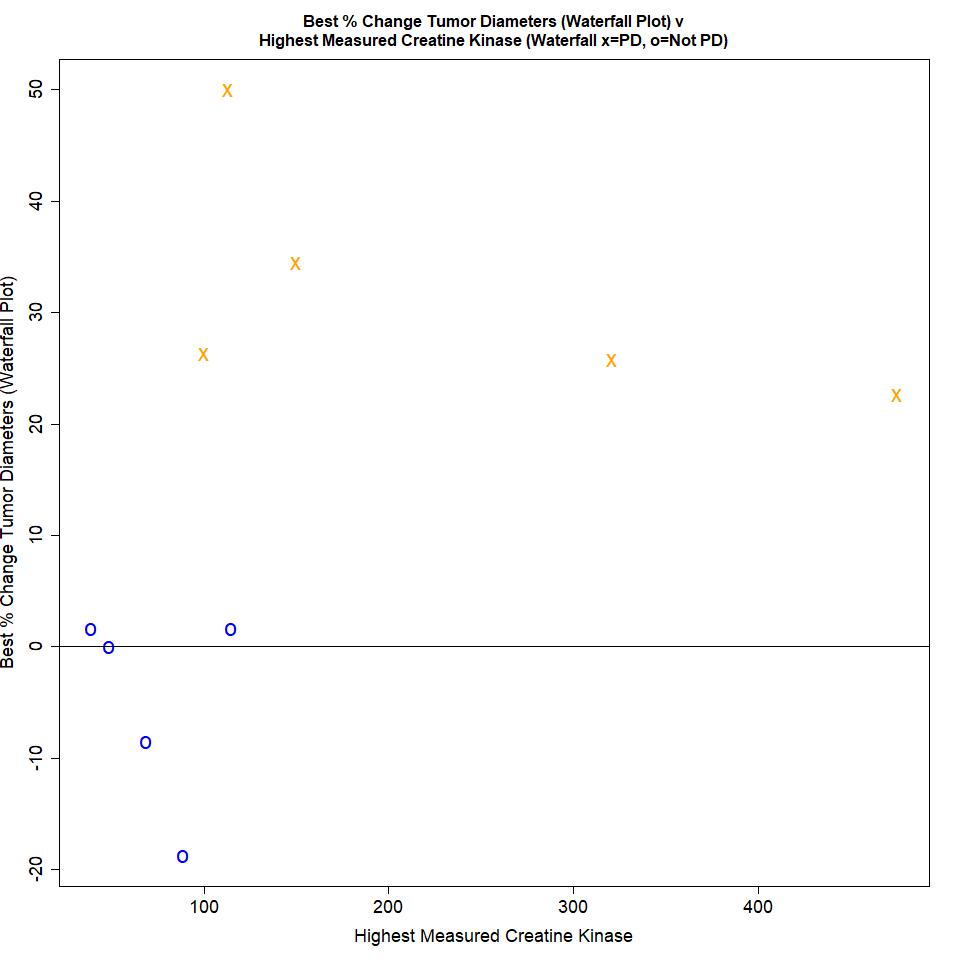 Best % Change Tumor Diameters (Waterfall Plot) v
Highest Measured Creatine Kinase (Waterfall x=PD, o=Not PD)
Best % Change Tumor Diameters (Waterfall Plot)
50
40
30
20
10
0
-10
-20
X
X
X
X
X
O
O
O
O
O
100
200
300
400
Highest Measured Creatine Kinase